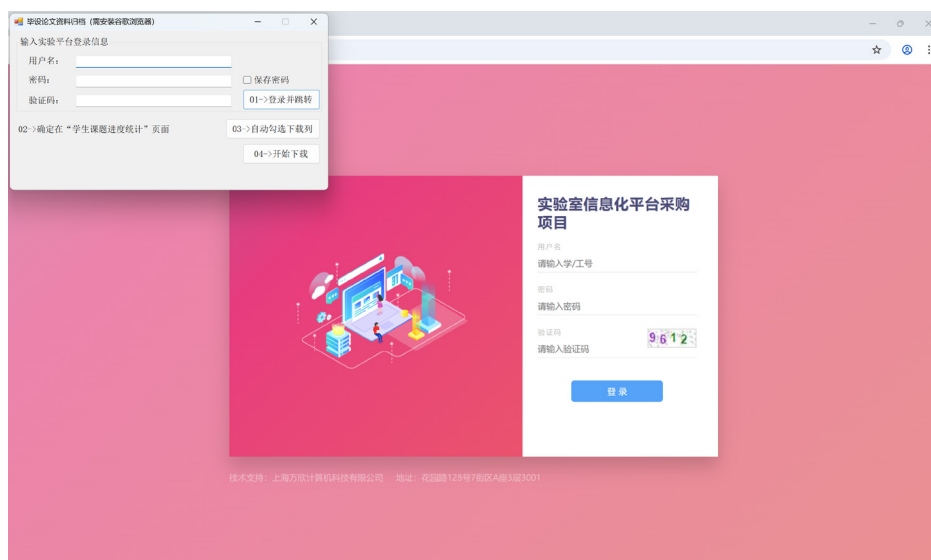 毕设论文资料归档（需安装谷歌浏览器）
输入实验平台登录信息
用户名：
密码：
保存密码
验证码：
01->登录并跳转
02->确定在“学生课题进度统计”页面
03->自动勾选下载列
04->开始下载
实验室信息化平台采购
项目
用户名
请输入学/工号
密码
请输入密码
验证码
9612
请输入验证码
登 录
技术支持：上海万欣计算机科技有限公司 地址：花园路128号7街区A座3层3001